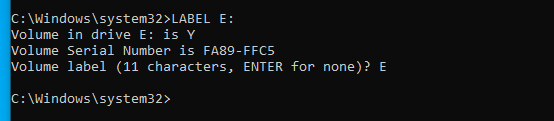 C:\Windows\system32>LABEL E:
Volume in drive E: is Y
Volume Serial Number is FA89-FFC5
Volume label (11 characters, ENTER for none)? E
C:\Windows\system32>